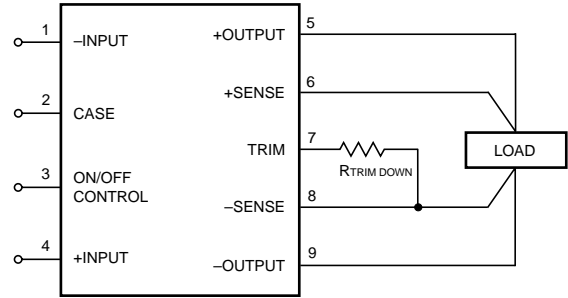 1 –INPUT
2 CASE
3 ON/OFF
CONTROL
4 +INPUT
+OUTPUT 5
+SENSE 6
TRIM 7
RTRIM DOWN
–SENSE 8
–OUTPUT 9
LOAD